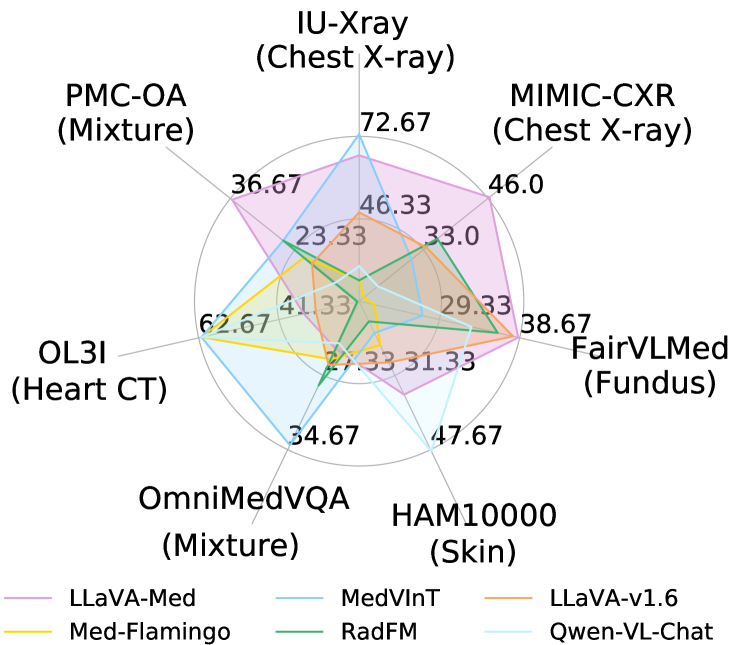 IU-Xray
(Chest X-ray)
PMC-OA
(Mixture)
MIMIC-CXR
(Chest X-ray)
72.67
36.67
46.0
46.33
23.33
33.0
41.33
29.33
62.67
38.67
OL3I
(Heart CT)
FairVLMed
(Fundus)
27.33
31.33
34.67
47.67
OmniMedVQA
(Mixture)
HAM10000
(Skin)
LLaVA-Med
MedVInT
LLaVA-v1.6
Med-Flamingo
RadFM
Qwen-VL-Chat